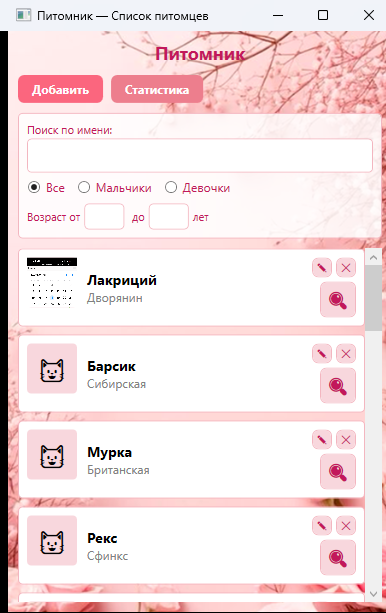 Питомник — Список питомцев
Питомник
Добавить Статистика
Поиск по имени:
Все Мальчики Девочки
Возраст от до лет
Лакриций
Дворянин
Барсик
Сибирская
Мурка
Британская
Рекс
Сфинкс